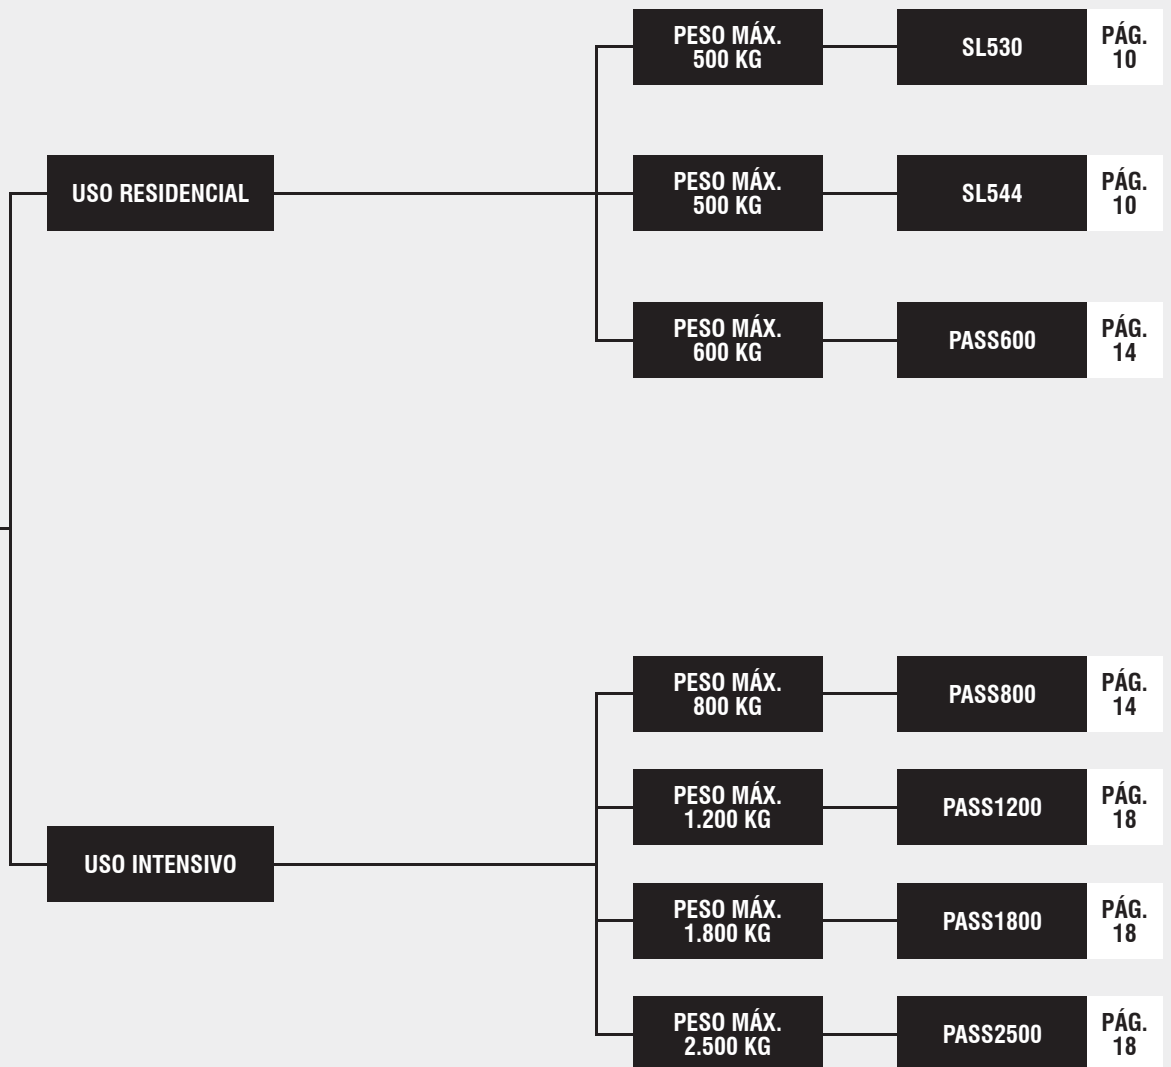 PESO MÁX.
500 KG
SL530
PÁG.
10
USO RESIDENCIAL
PESO MÁX.
500 KG
SL544
PÁG.
10
PESO MÁX.
600 KG
PASS600
PÁG.
14
PESO MÁX.
800 KG
PASS800
PÁG.
14
PESO MÁX.
1.200 KG
PASS1200
PÁG.
18
USO INTENSIVO
PESO MÁX.
1.800 KG
PASS1800
PÁG.
18
PESO MÁX.
2.500 KG
PASS2500
PÁG.
18